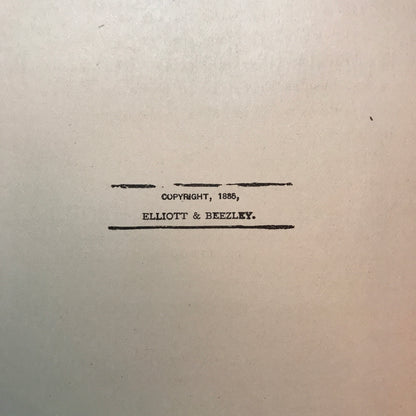 COPYRIGHT, 1888,
ELLIOTT & BEEZLEY.